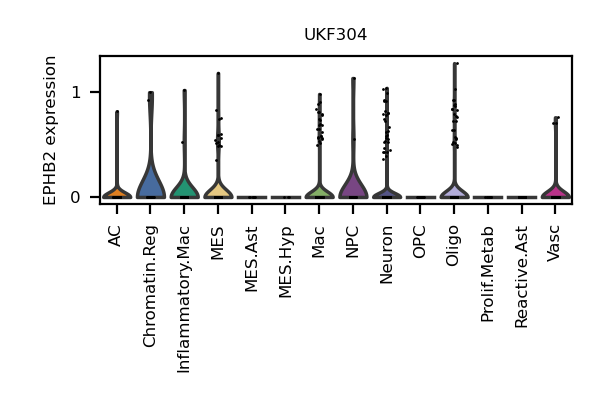 UKF304
EPHB2 expression
1
0
AC
Chromatin.Reg
Inflammatory.Mac
MES
MES.Ast
MES.Hyp
Mac
NPC
Neuron
OPC
Oligo
Prolif.Metab
Reactive.Ast
Vasc